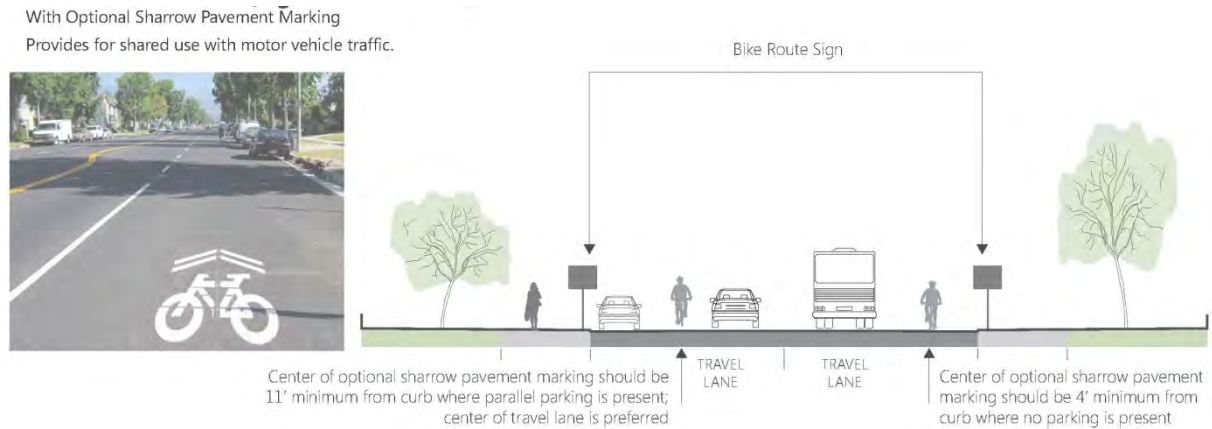 With Optional Sharrow Pavement Marking
Provides for shared use with motor vehicle traffic.
Bike Route Sign
TRAVEL
LANE
TRAVEL
LANE
Center of optional sharrow pavement marking should be
11' minimum from curb where parallel parking is present;
center of travel lane is preferred
Center of optional sharrow pavement
marking should be 4' minimum from
curb where no parking is present